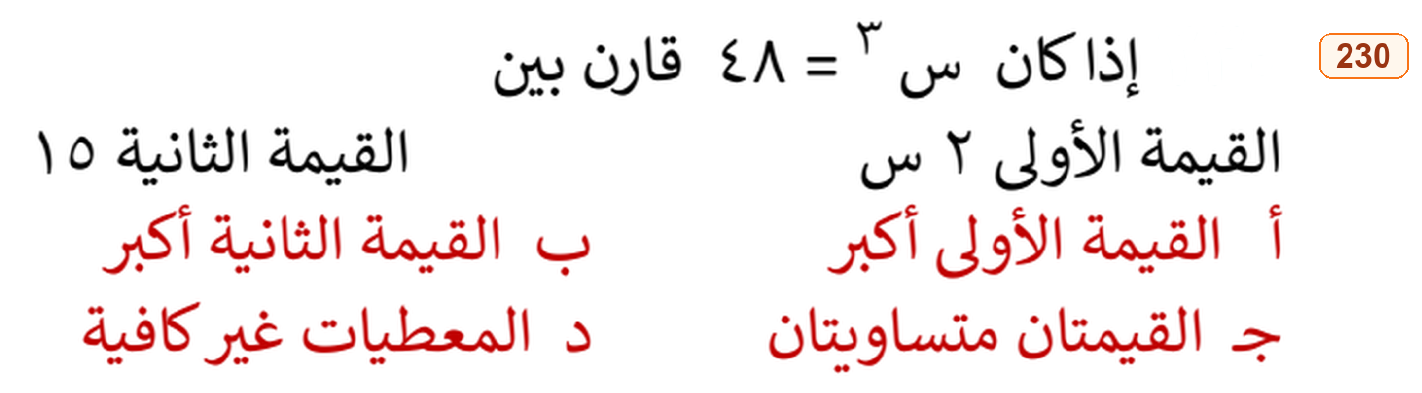 230 إذا كان س ٣ = ٤٨ قارن بين
القيمة الأولى ٢ س القيمة الثانية ١٥
أ القيمة الأولى أكبر ب القيمة الثانية أكبر
جـ القيمتان متساويتان د المعطيات غير كافية